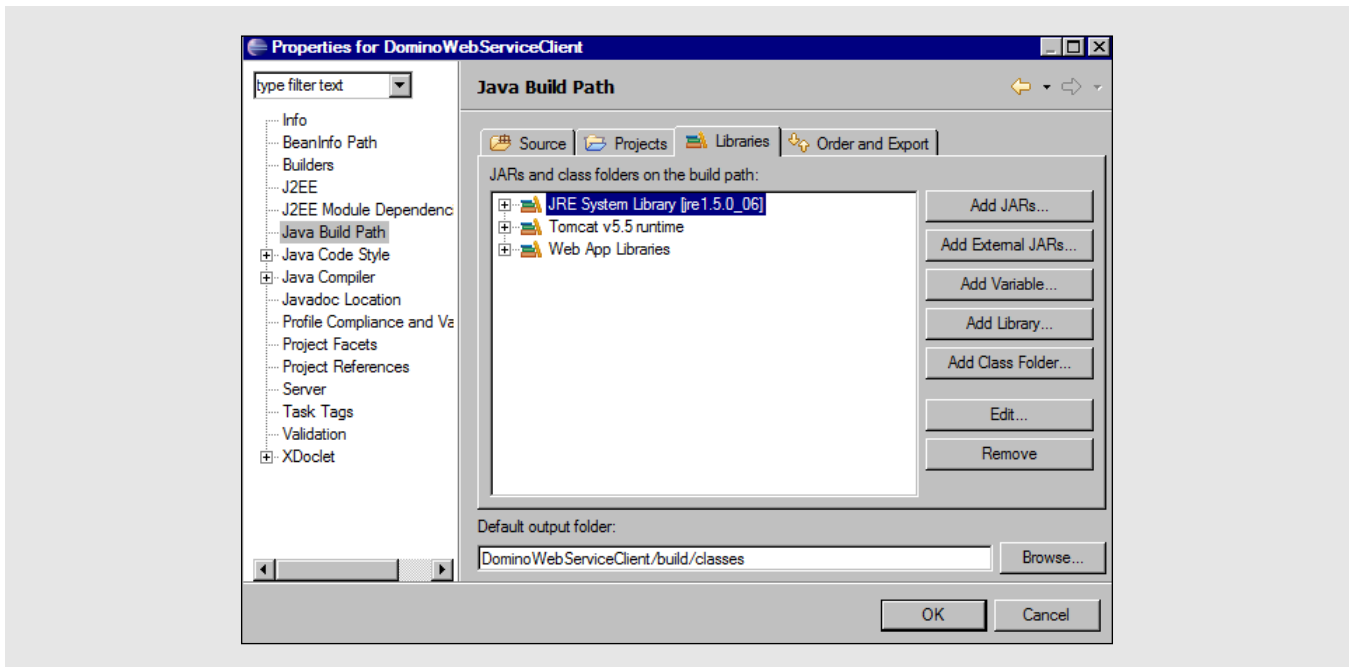 Properties for DominoWebServiceClient
type filter text
Info
BeanInfo Path
Builders
J2EE
J2EE Module Dependenc
Java Build Path
Java Code Style
Java Compiler
Javadoc Location
Profile Compliance and Va
Project Facets
Project References
Server
Task Tags
Validation
XDoclet
Java Build Path
Source Projects Libraries Order and Export
JARs and class folders on the build path:
JRE System Library [jre1.5.0_06]
Tomcat v5.5 runtime
Web App Libraries
Add JARs...
Add External JARs...
Add Variable...
Add Library...
Add Class Folder...
Edit...
Remove
Default output folder:
DominoWebServiceClient/build/classes Browse...
OK Cancel